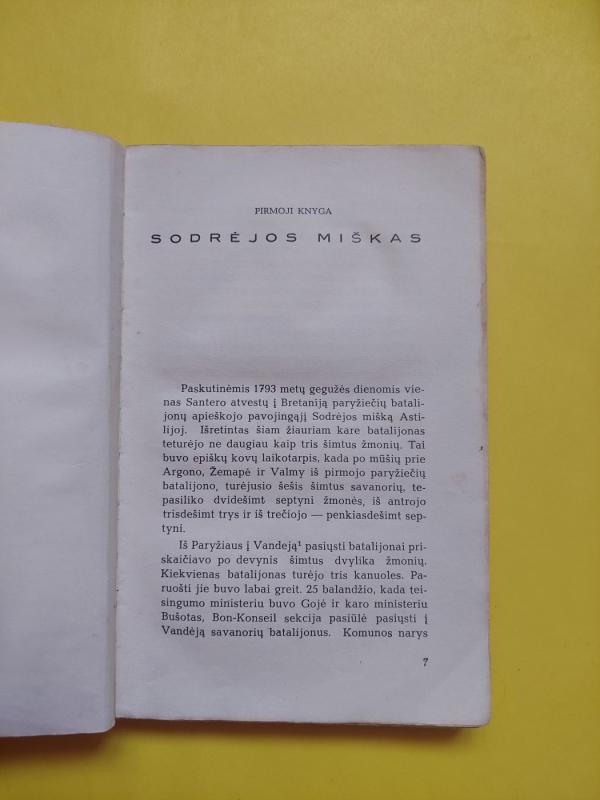 PIRMOJI KNYGA
SODRĖJOS MIŠKAS
Paskutinėmis 1793 metų gegužės dienomis vie-
nas Santero atvestų į Bretaniją paryžiečių batali-
jonų apieškojo pavojingąjį Sodrėjos mišką Asti-
lijoj. Išretintas šiam žiauriam kare batalijonas
teturėjo ne daugiau kaip tris šimtus žmonių. Tai
buvo epiškų kovų laikotarpis, kada po mūšių prie
Argono, Žemapė ir Valmy iš pirmojo paryžiečių
batalijono, turėjusio šešis šimtus savanorių, te-
pasiliko dvidešimt septyni žmonės, iš antrojo
trisdešimt trys ir iš trečiojo — penkiasdešimt sep-
tyni.
Iš Paryžiaus į Vandeją¹ pasiųsti batalijonai pri-
skaičiavo po devynis šimtus dvylika žmonių.
Kiekvienas batalijonas turėjo tris kanuoles. Pa-
ruošti jie buvo labai greit. 25 balandžio, kada tei-
singumo ministeriu buvo Gojė ir karo ministeriu
Bušotas, Bon-Konseil sekcija pasiūlė pasiųsti į
Vandėją savanorių batalijonus. Komunos narys
7